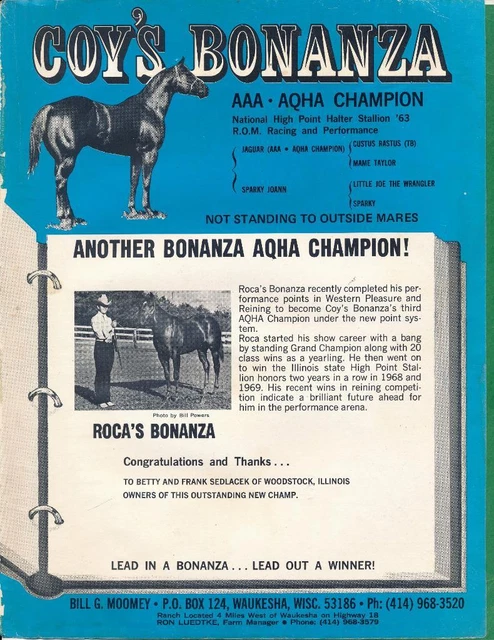 COY'S BONANZA
AAA · AQHA CHAMPION
National High Point Halter Stallion '63
R.O.M. Racing and Performance
JAGUAR (AAA • AQHA CHAMPION)
CUSTUS RASTUS (TB)
MAME TAYLOR
SPARKY JOANN
LITTLE JOE THE WRANGLER
SPARKY
NOT STANDING TO OUTSIDE MARES
ANOTHER BONANZA AQHA CHAMPION!
Roca's Bonanza recently completed his per-
formance points in Western Pleasure and
Reining to become Coy's Bonanza's third
AQHA Champion under the new point sys-
tem.
Roca started his show career with a bang
by standing Grand Champion along with 20
class wins as a yearling. He then went on
to win the Illinois state High Point Stal-
lion honors two years in a row in 1968 and
1969. His recent wins in reining competi-
tion indicate a brilliant future ahead for
him in the performance arena.
Photo by Bill Powers
ROCA'S BONANZA
Congratulations and Thanks...
TO BETTY AND FRANK SEDLACEK OF WOODSTOCK, ILLINOIS
OWNERS OF THIS OUTSTANDING NEW CHAMP.
LEAD IN A BONANZA... LEAD OUT A WINNER!
BILL G. MOOMEY • P.O. BOX 124, WAUKESHA, WISC. 53186 • Ph: (414) 968-3520
Ranch Located 4 Miles West of Waukesha on Highway 18
RON LUEDTKE, Farm Manager • Phone: (414) 968-3579